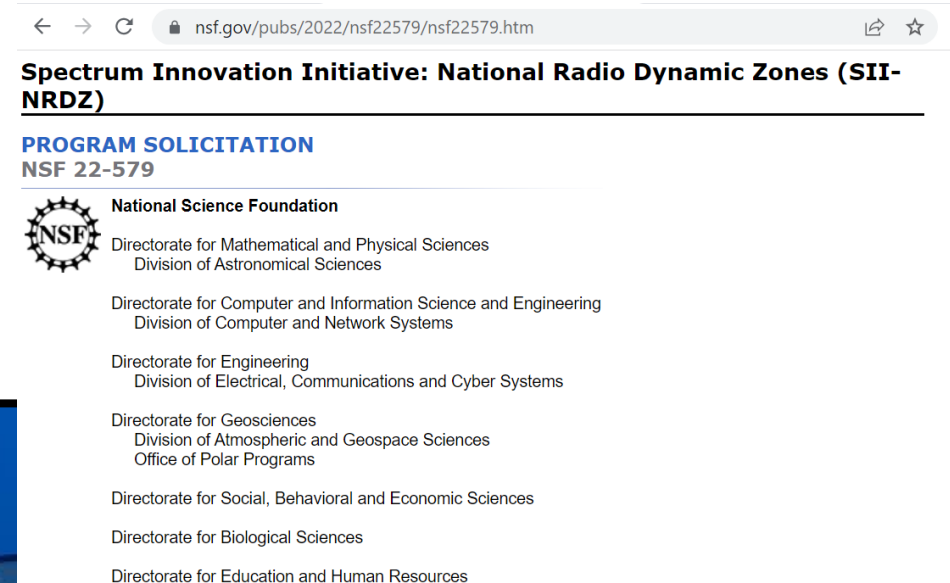 nsf.gov/pubs/2022/nsf22579/nsf22579.htm
Spectrum Innovation Initiative: National Radio Dynamic Zones (SII-
NRDZ)
PROGRAM SOLICITATION
NSF 22-579
NSF
National Science Foundation
Directorate for Mathematical and Physical Sciences
Division of Astronomical Sciences
Directorate for Computer and Information Science and Engineering
Division of Computer and Network Systems
Directorate for Engineering
Division of Electrical, Communications and Cyber Systems
Directorate for Geosciences
Division of Atmospheric and Geospace Sciences
Office of Polar Programs
Directorate for Social, Behavioral and Economic Sciences
Directorate for Biological Sciences
Directorate for Education and Human Resources